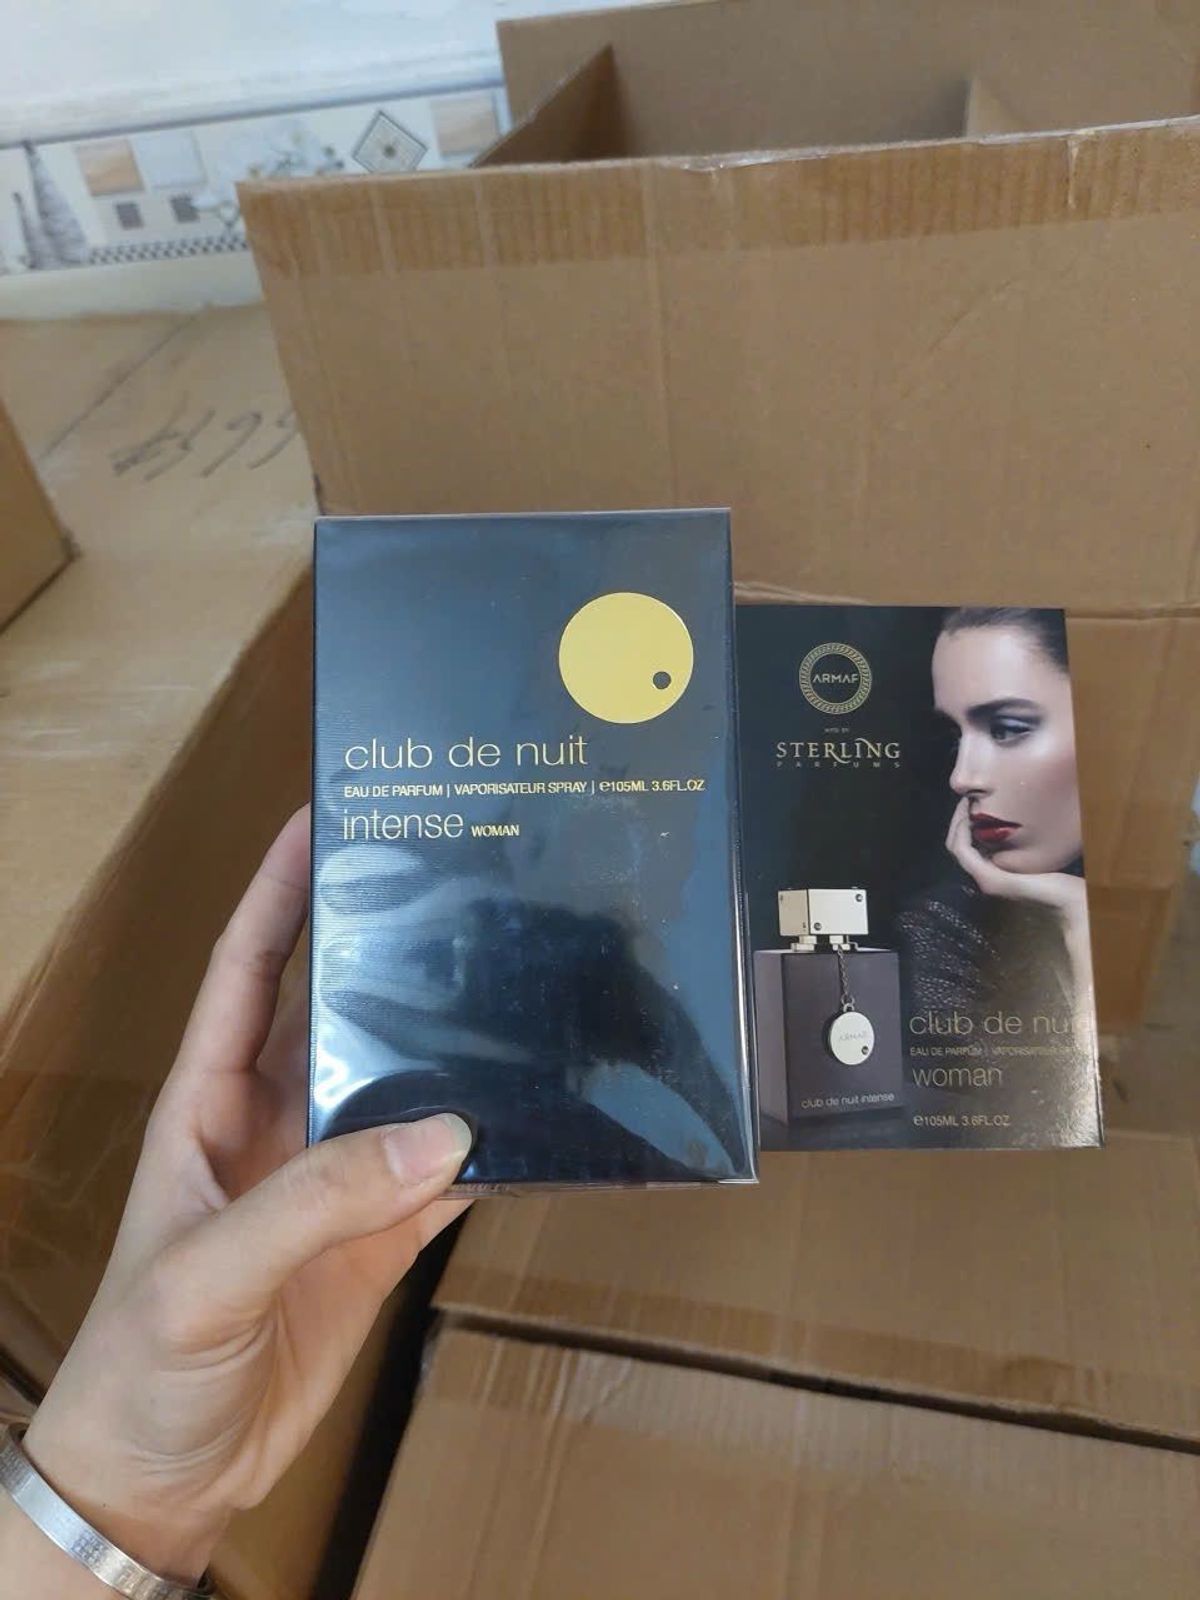 club de nuit
EAU DE PARFUM | VAPORISATEUR SPRAY | ℮105ML 3.6FL.OZ
intense WOMAN
ARMAF
STERLING
PARFUMS
ARMAF
club de nuit intense
club de nuit
EAU DE PARFUM | VAPORISATEUR
woman
℮105ML 3.6FL.OZ